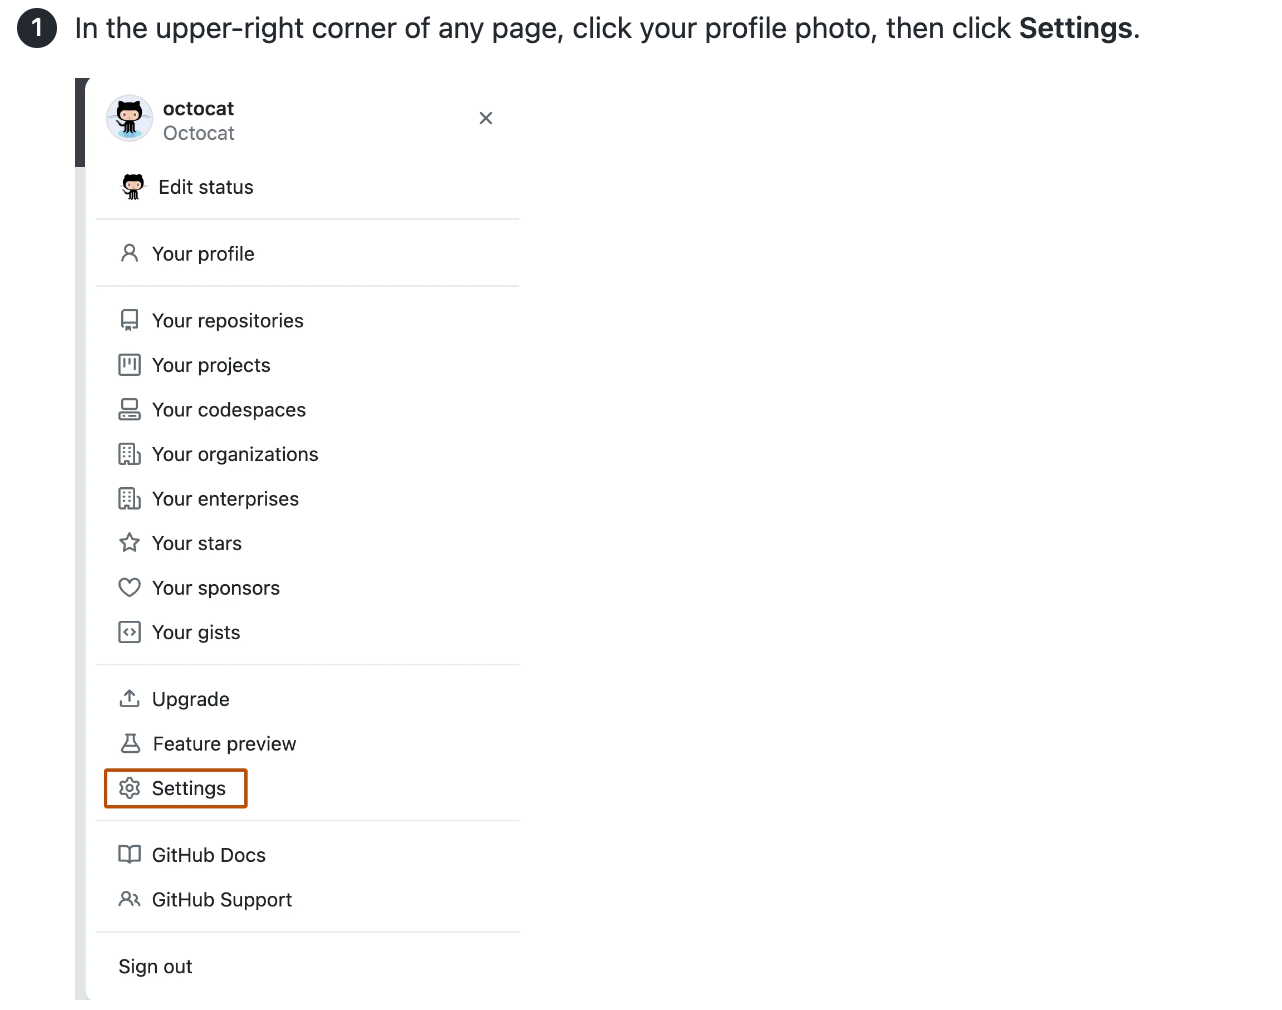 1 In the upper-right corner of any page, click your profile photo, then click Settings.
octocat
Octocat
Edit status
Your profile
Your repositories
Your projects
Your codespaces
Your organizations
Your enterprises
Your stars
Your sponsors
Your gists
Upgrade
Feature preview
Settings
GitHub Docs
GitHub Support
Sign out